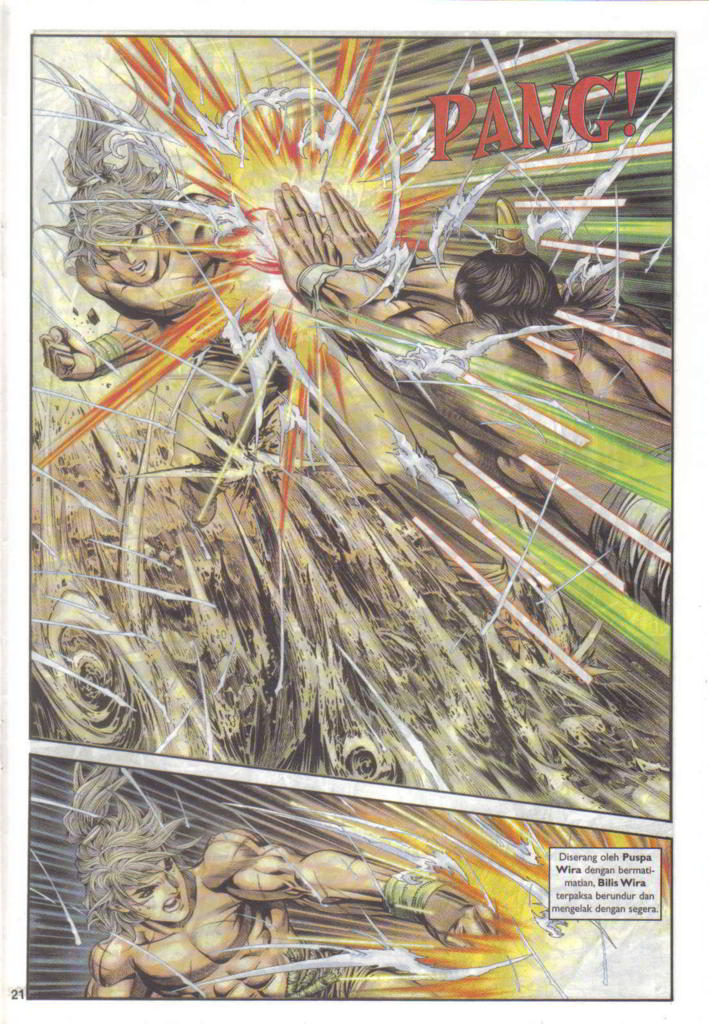 PANG!
Diserang oleh Puspa
Wira dengan bermati-
matian, Bilis Wira
terpaksa berundur dan
mengelak dengan segera.
21